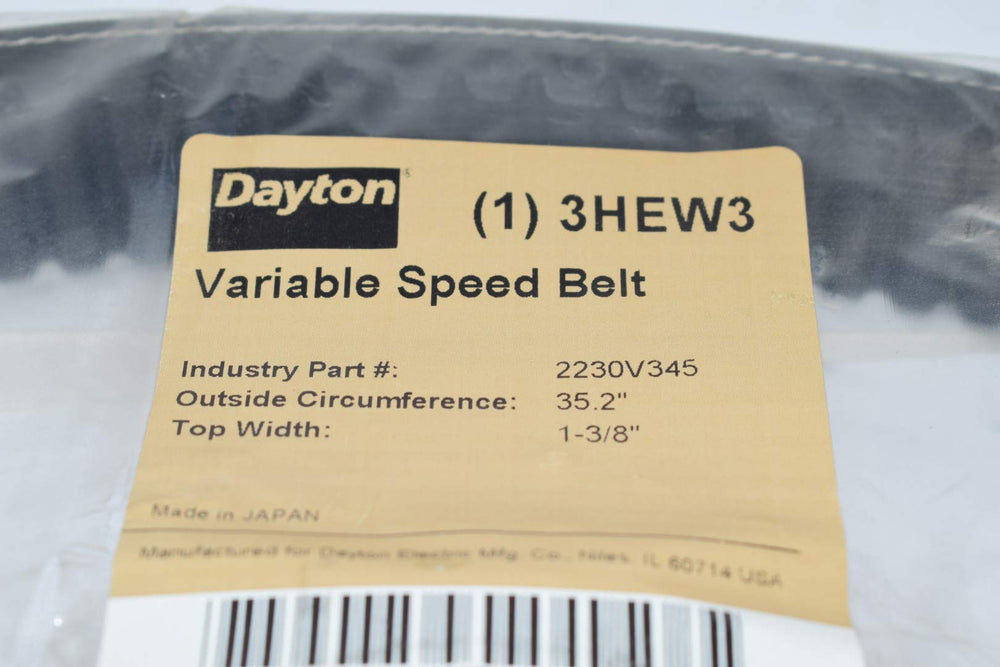 Dayton
(1) 3HEW3
Variable Speed Belt
Industry Part #: 2230V345
Outside Circumference: 35.2"
Top Width: 1-3/8"
Made in JAPAN
Manufactured for Dayton Electric Mfg. Co., Niles, IL 60714 USA